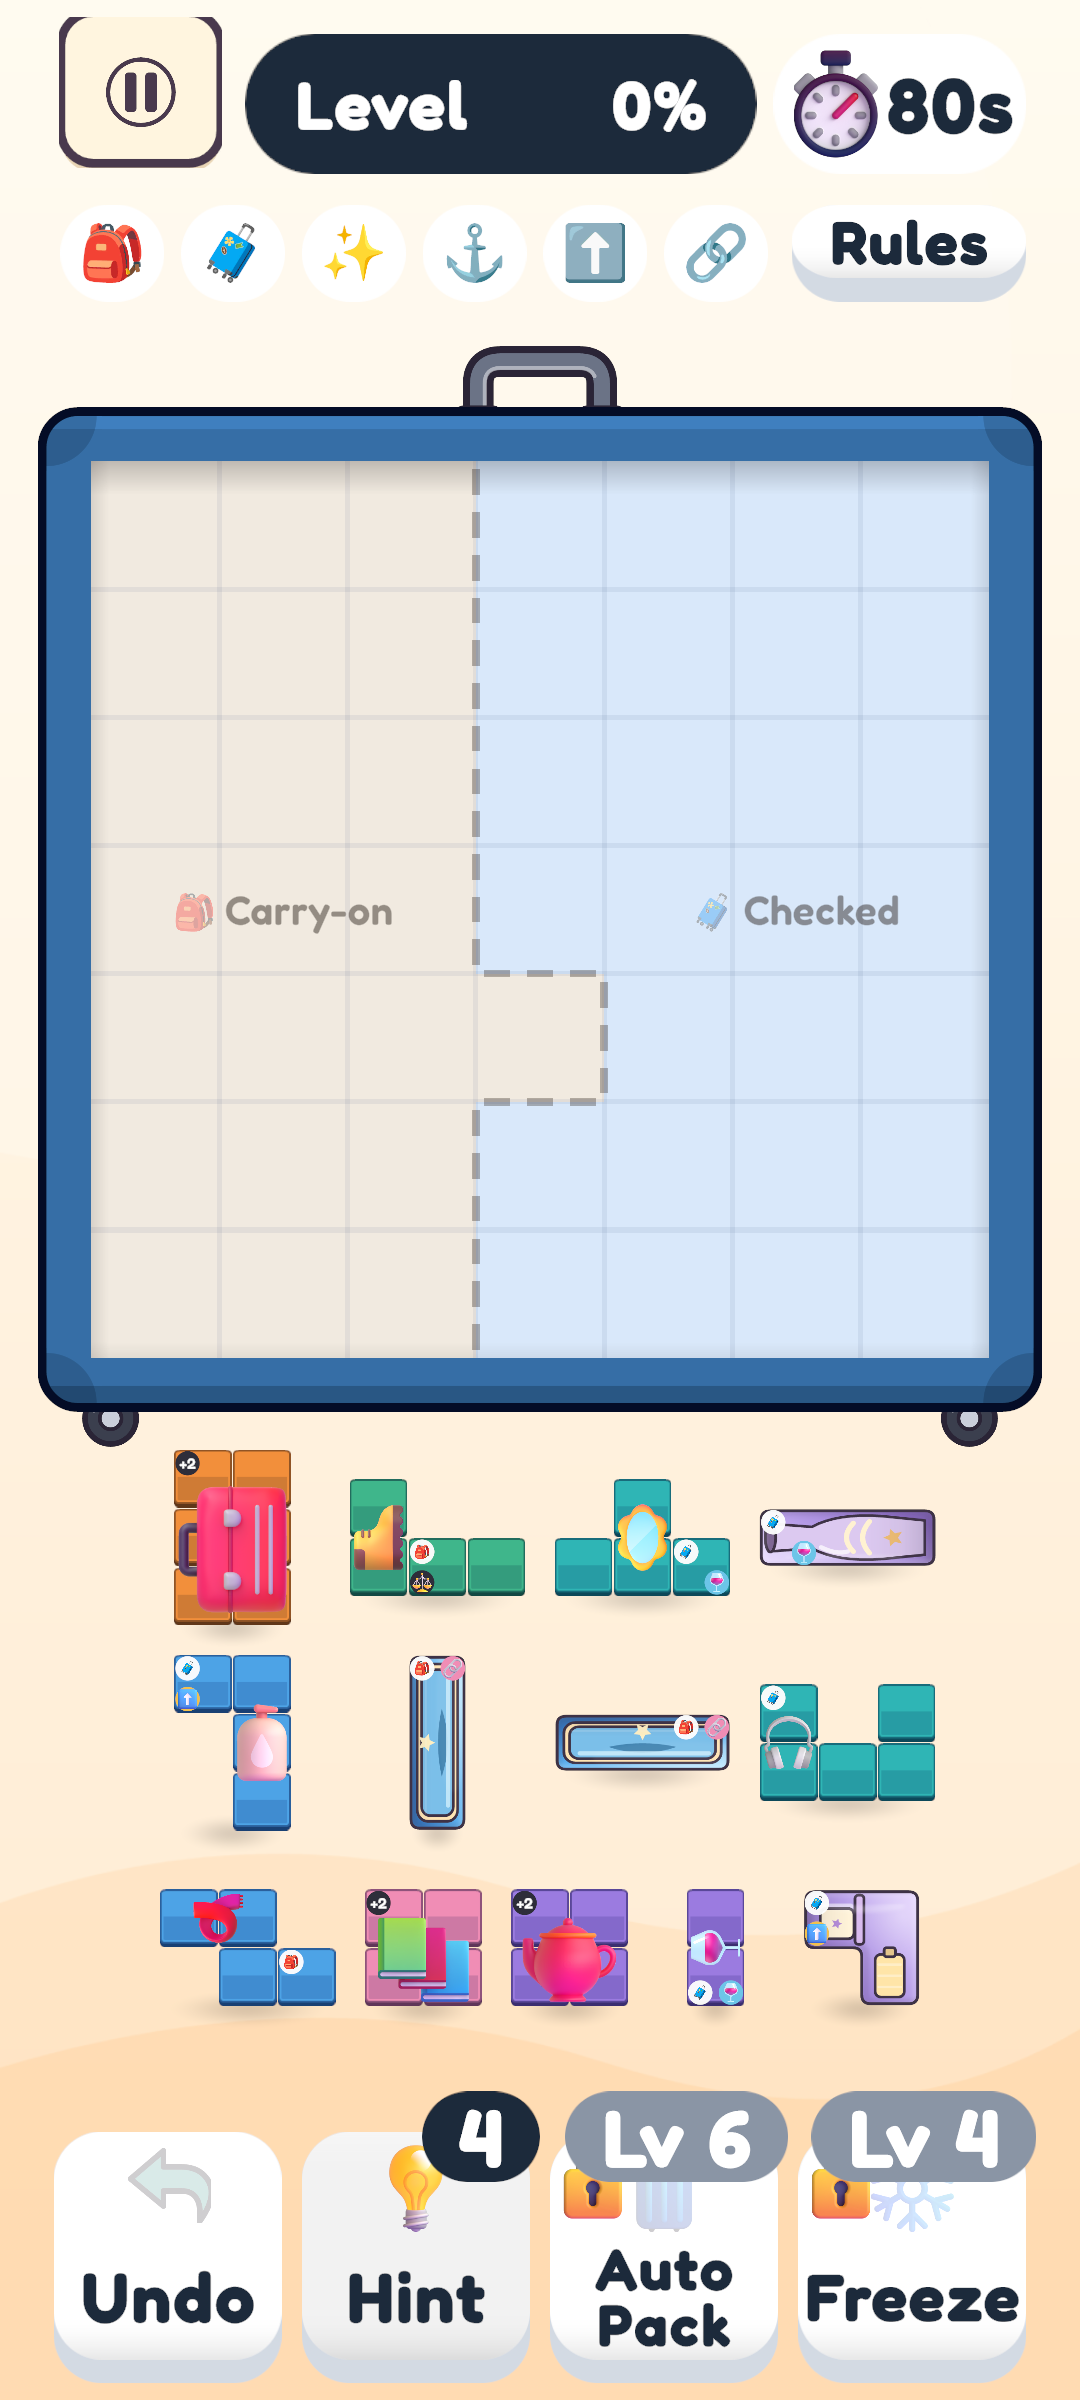 Level 0% 80s
Rules
Carry-on Checked
+2
+2 +2
4 Lv 6 Lv 4
Undo Hint Auto Pack Freeze